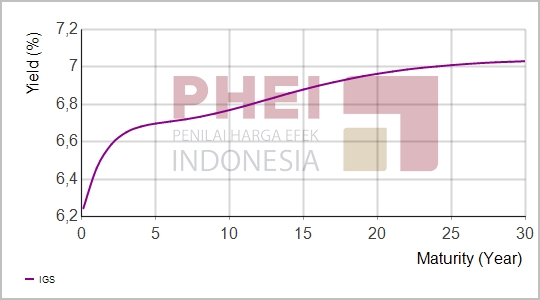 7,2
7
6,8
6,6
6,4
6,2
Yield (%)
PHEI
PENILAI HARGA EFEK
INDONESIA
0 5 10 15 20 25 30
Maturity (Year)
IGS